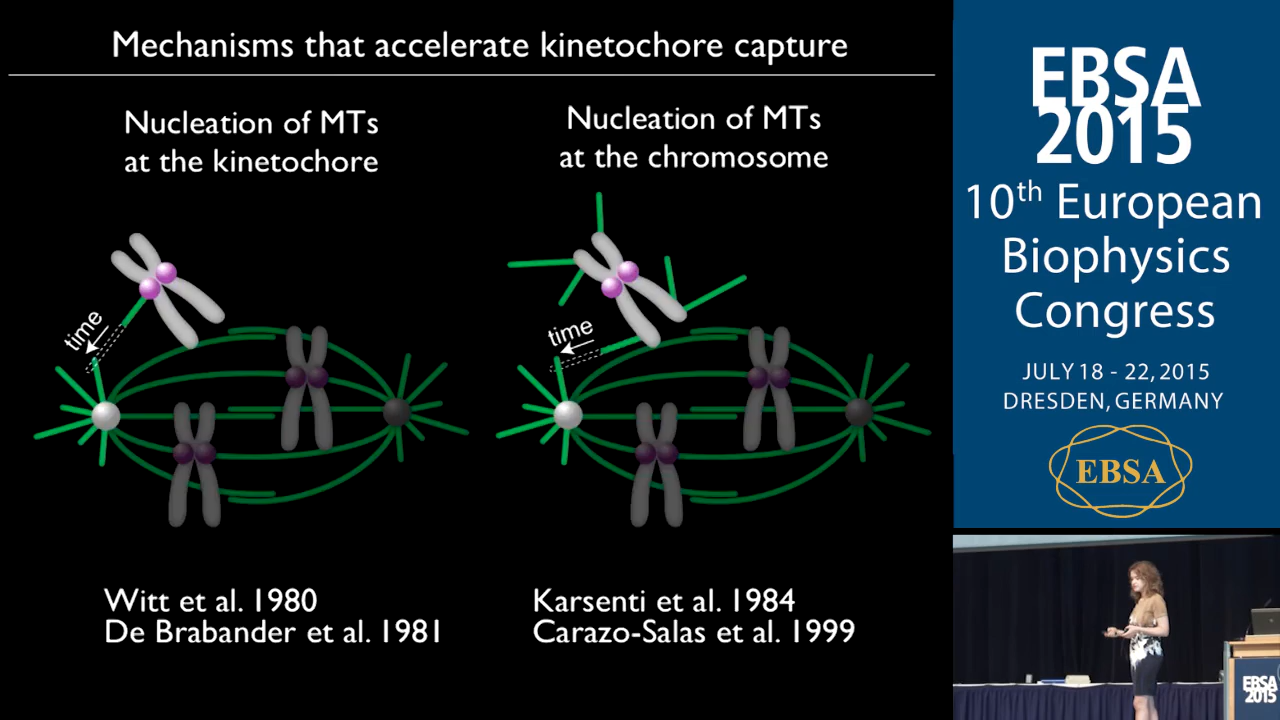 Mechanisms that accelerate kinetochore capture
Nucleation of MTs
at the kinetochore
Nucleation of MTs
at the chromosome
time
time
Witt et al. 1980
De Brabander et al. 1981
Karsenti et al. 1984
Carazo-Salas et al. 1999
EBSA
2015
10th European
Biophysics
Congress
JULY 18 - 22, 2015
DRESDEN, GERMANY
EBSA
EBSA
2015